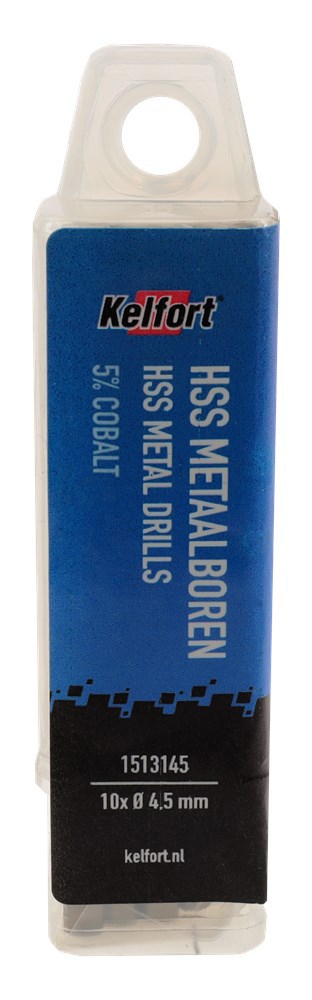 Kelfort®
HSS METAALBOREN
HSS METAL DRILLS
5% COBALT
1513145
10x Ø 4,5 mm
kelfort.nl